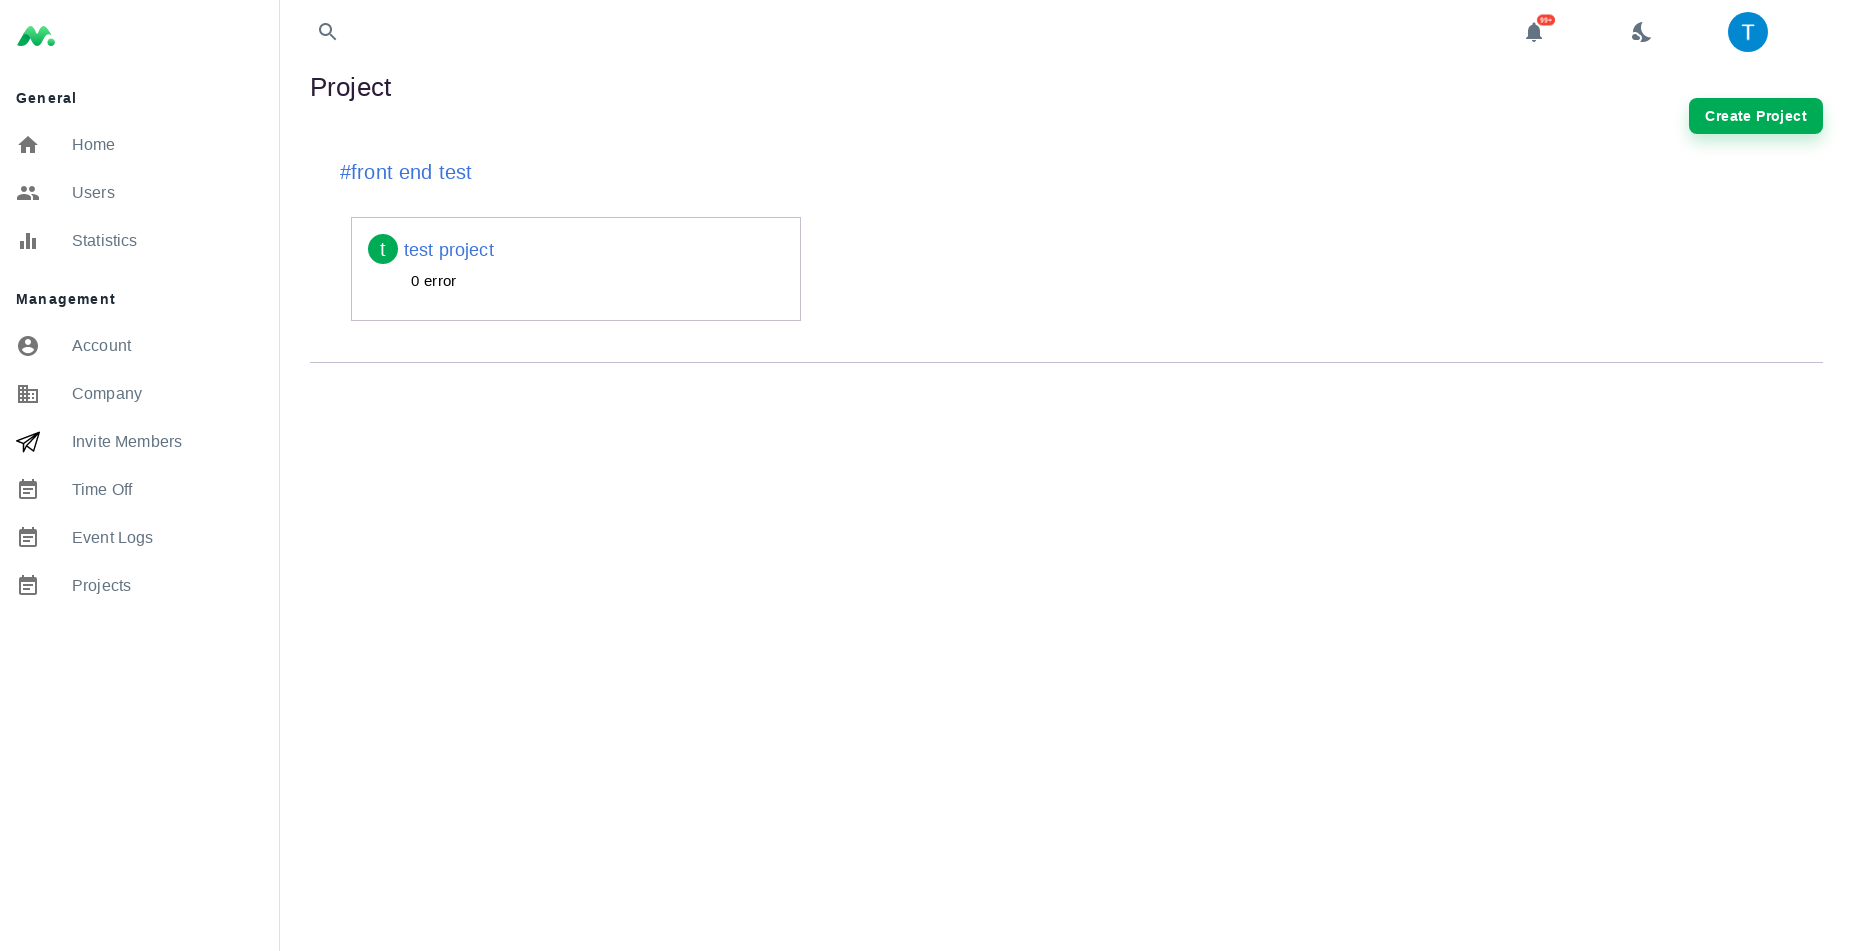 General
Home
Users
Statistics
Management
Account
Company
Invite Members
Time Off
Event Logs
Projects
99+
T
Project
Create Project
#front end test
t test project
0 error